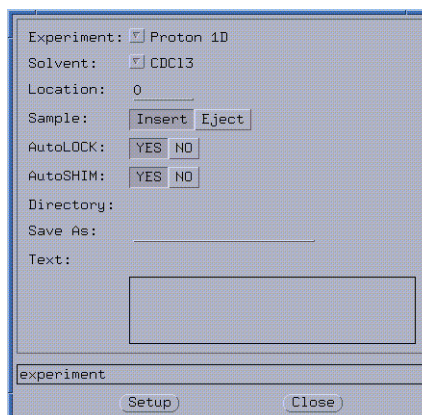 Experiment: Proton 1D
Solvent: CDCl3
Location: 0
Sample: Insert Eject
AutoLOCK: YES NO
AutoSHIM: YES NO
Directory:
Save As:
Text:
experiment
Setup Close